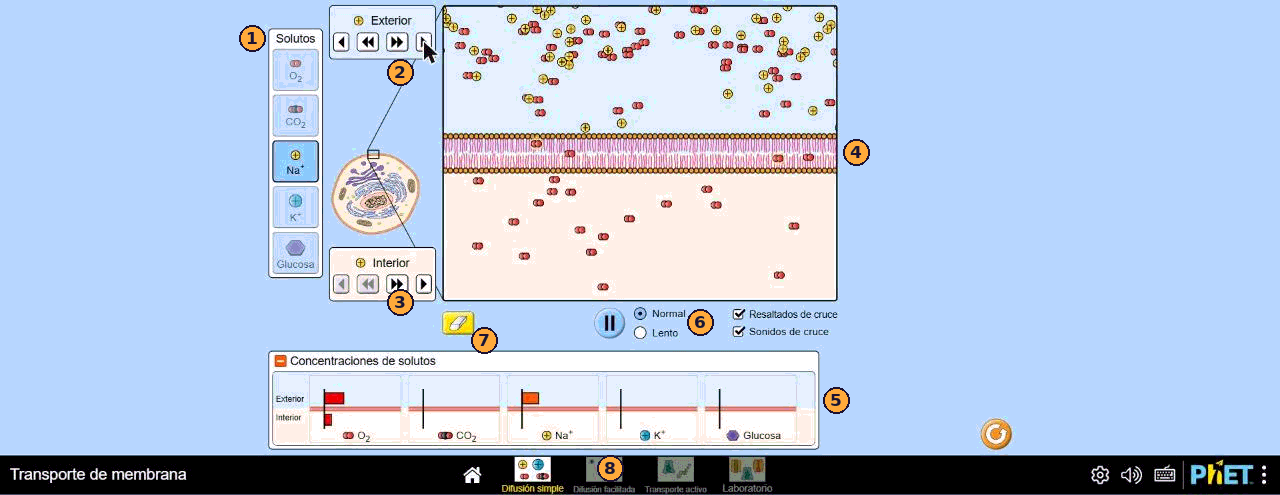 1
Solutos
O2
CO2
Na+
K+
Glucosa
Exterior
2
Interior
3
4
Normal
Lento
6
Resaltados de cruce
Sonidos de cruce
7
Concentraciones de solutos
Exterior
Interior
O2
CO2
Na+
K+
Glucosa
5
Transporte de membrana
8
Difusión simple
Difusión facilitada
Transporte activo
Laboratorio
PhET